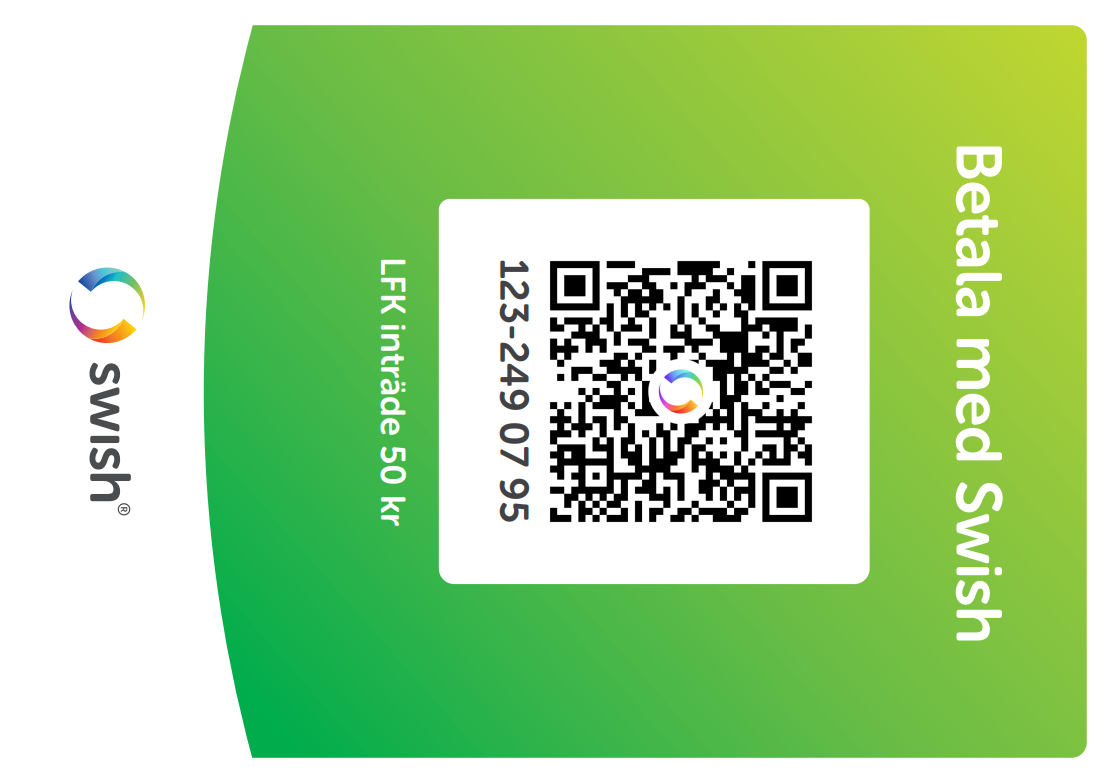 Betala med Swish
123-249 07 95
LFK inträde 50 kr
swish®